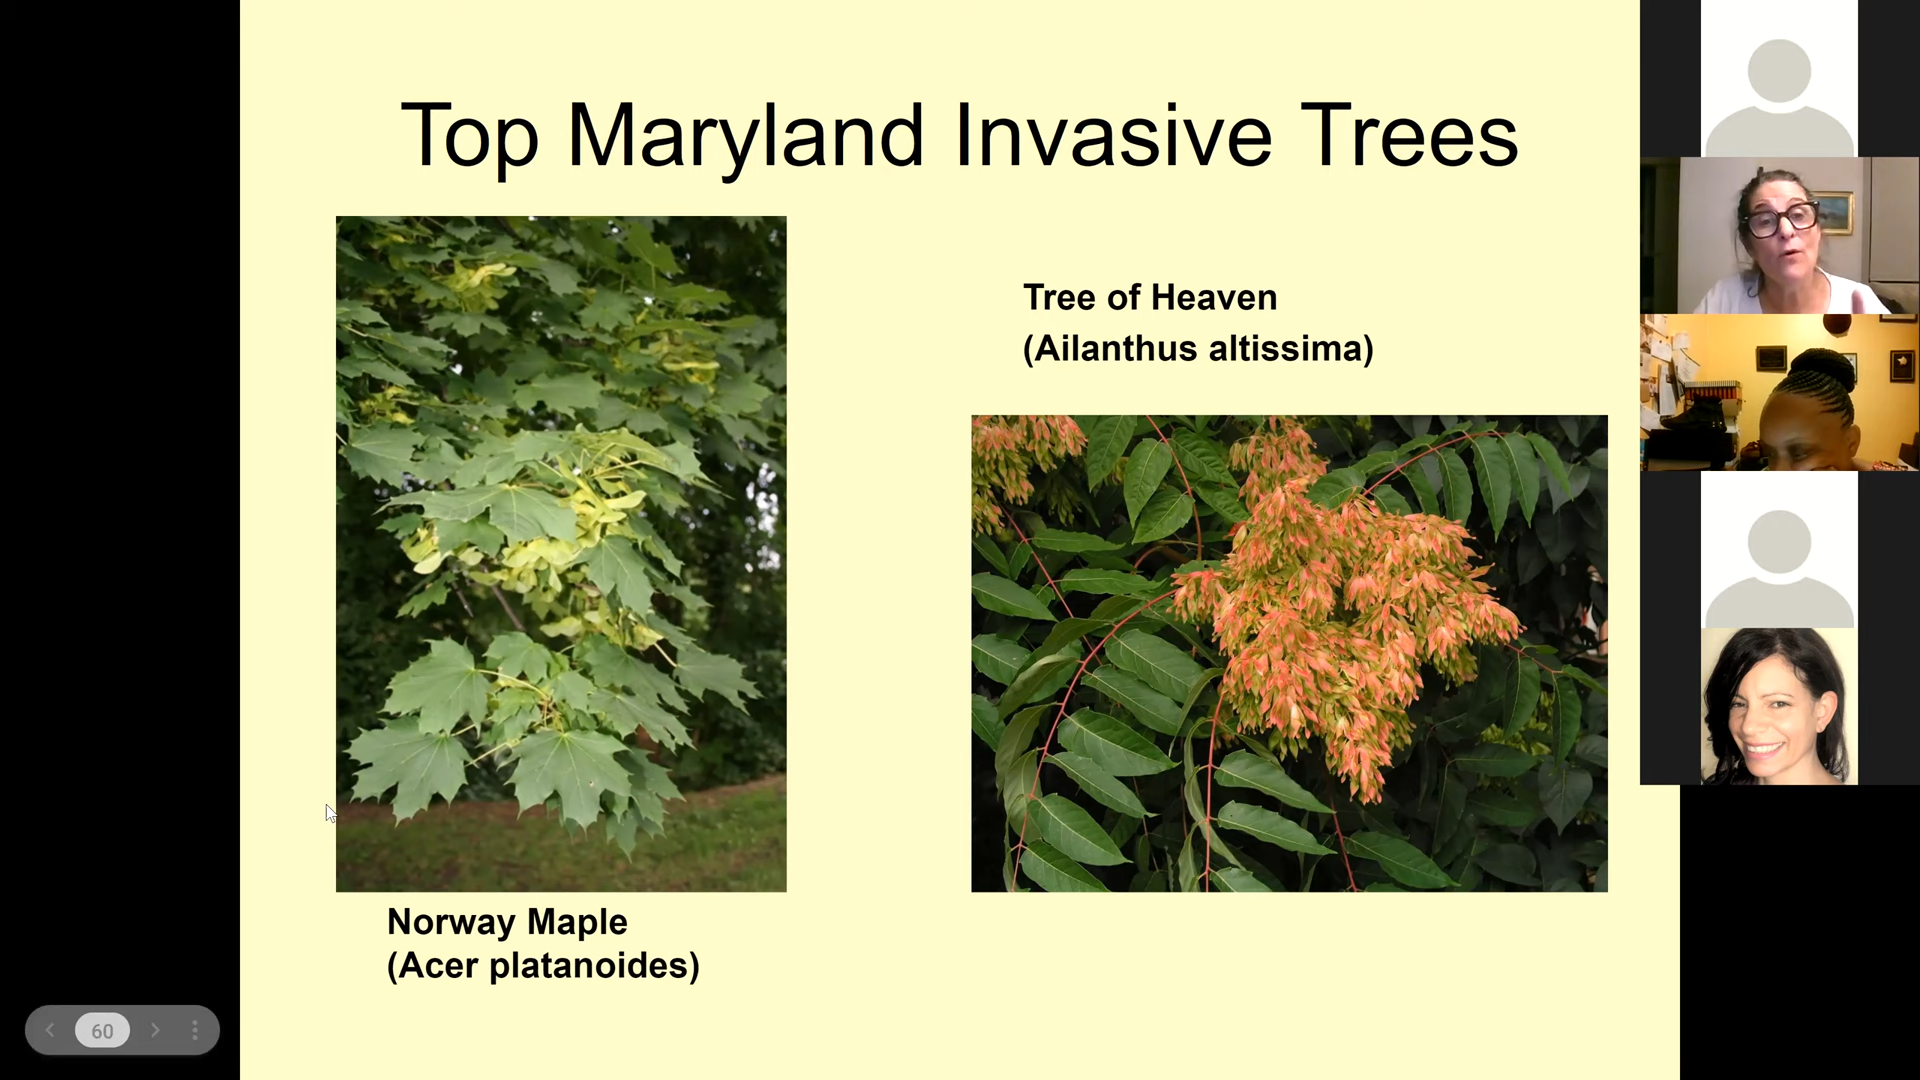 Top Maryland Invasive Trees
Tree of Heaven
(Ailanthus altissima)
Norway Maple
(Acer platanoides)
60